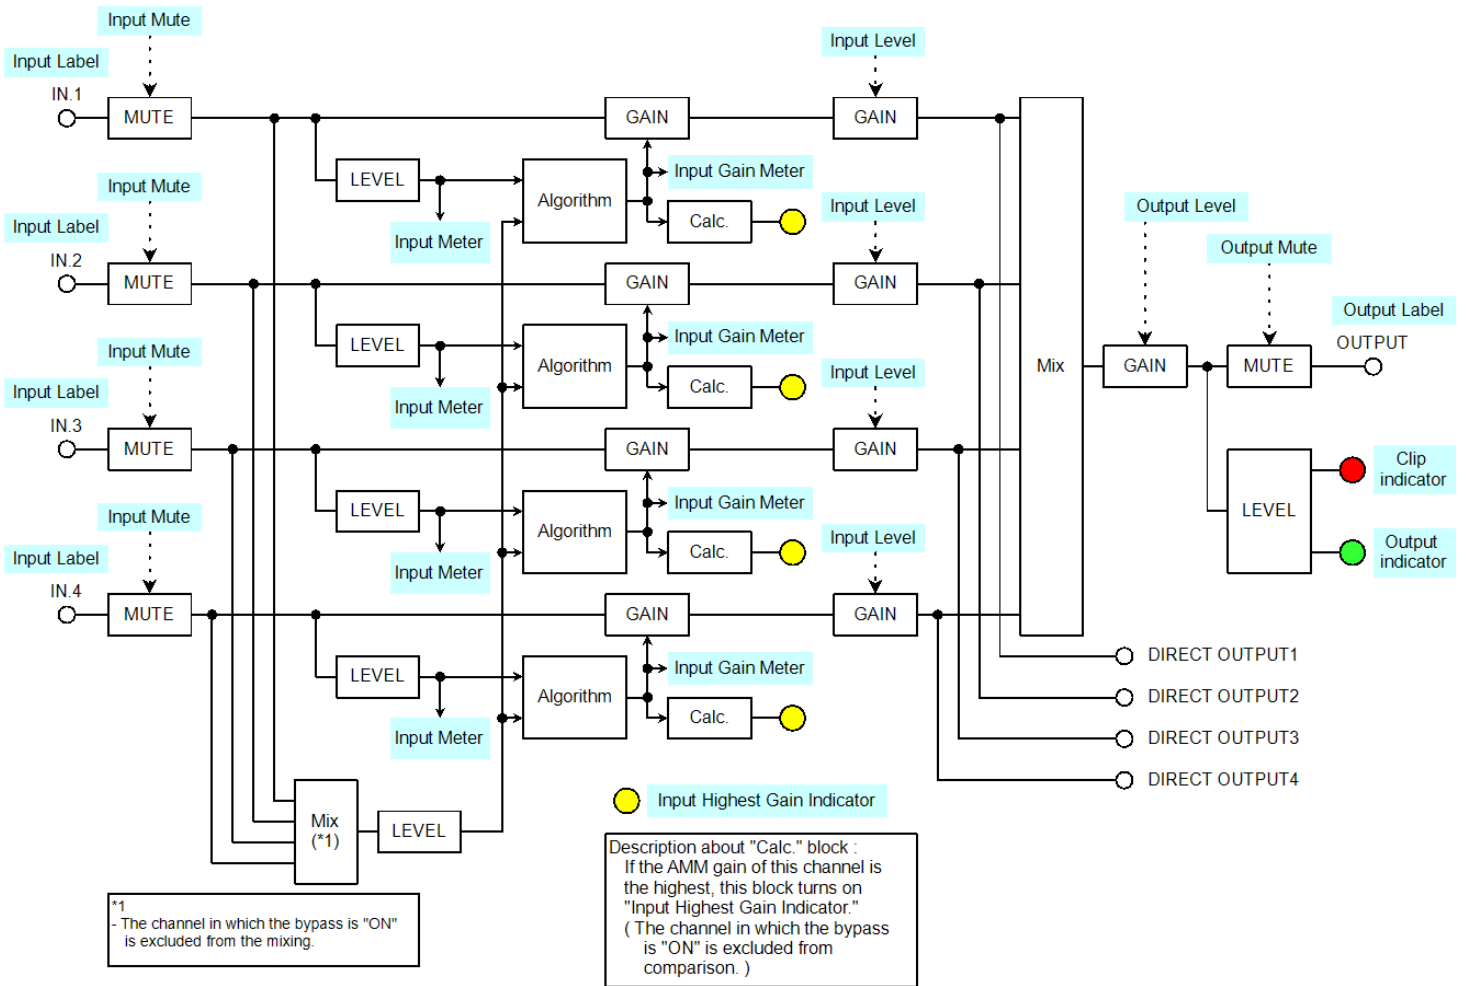 Input Mute
Input Level
Input Label
IN.1
MUTE
GAIN
GAIN
LEVEL
Algorithm
Input Gain Meter
Calc.
Input Meter
Input Mute
Input Level
Input Label
IN.2
MUTE
GAIN
GAIN
LEVEL
Algorithm
Input Gain Meter
Calc.
Input Meter
Input Mute
Input Level
Input Label
IN.3
MUTE
GAIN
GAIN
LEVEL
Algorithm
Input Gain Meter
Calc.
Input Meter
Input Mute
Input Level
Input Label
IN.4
MUTE
GAIN
GAIN
LEVEL
Algorithm
Input Gain Meter
Calc.
Input Meter
Mix
Output Level
Output Mute
Output Label
OUTPUT
GAIN
MUTE
LEVEL
Clip
indicator
Output
indicator
DIRECT OUTPUT1
DIRECT OUTPUT2
DIRECT OUTPUT3
DIRECT OUTPUT4
Mix
(*1)
LEVEL
Input Highest Gain Indicator
*1
- The channel in which the bypass is "ON"
is excluded from the mixing.
Description about "Calc." block :
If the AMM gain of this channel is
the highest, this block turns on
"Input Highest Gain Indicator."
( The channel in which the bypass
is "ON" is excluded from
comparison. )